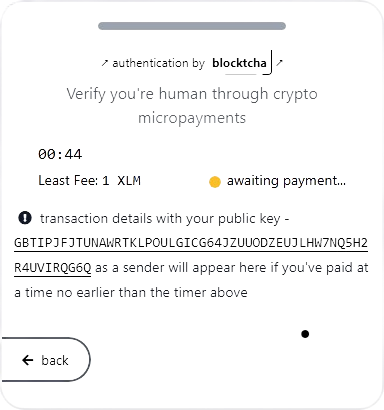 ↗ authentication by blocktcha ↗
Verify you're human through crypto
micropayments
00:44
Least Fee: 1 XLM awaiting payment...
transaction details with your public key -
GBTIPJFJTUNAWRTKLPOULGICG64JZUUODZEUJLHW7NQ5H2
R4UVIRQG6Q as a sender will appear here if you've paid at
a time no earlier than the timer above
← back